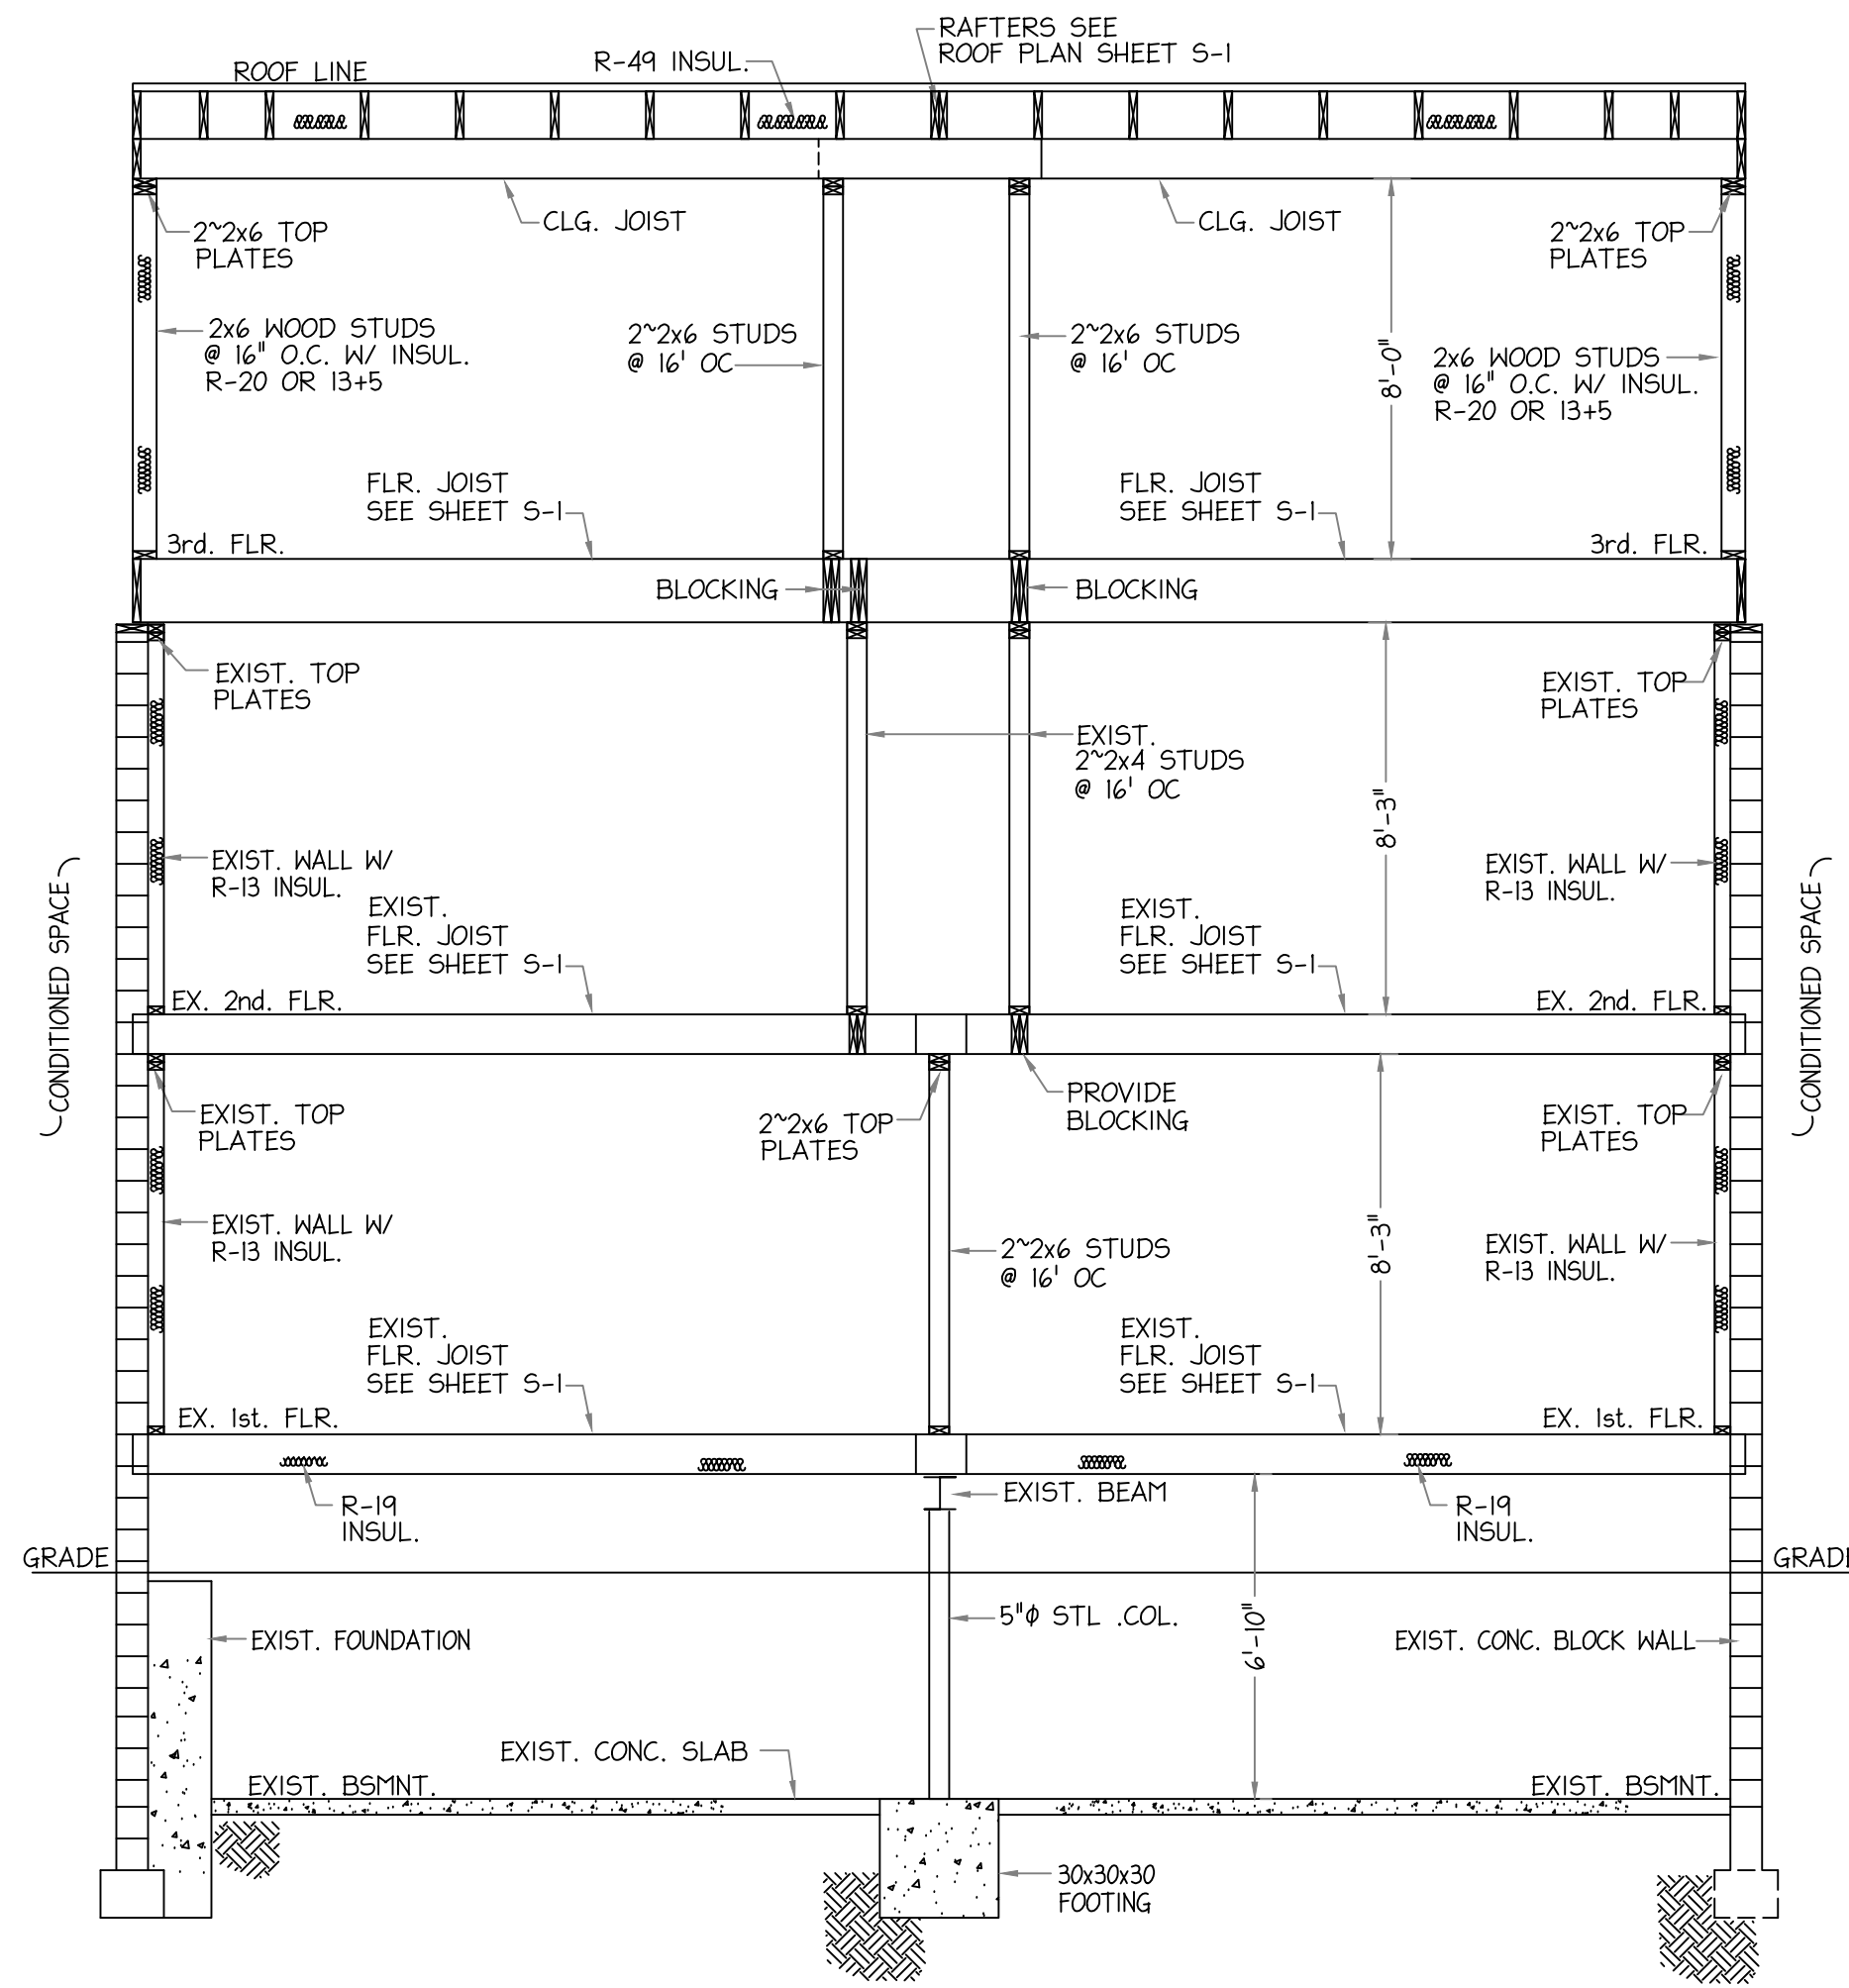 RAFTERS SEE
ROOF PLAN SHEET S-1
R-49 INSUL.
ROOF LINE
CLG. JOIST
CLG. JOIST
2~2x6 TOP
PLATES
2~2x6 TOP
PLATES
2x6 WOOD STUDS
@ 16" O.C. W/ INSUL.
R-20 OR 13+5
2~2x6 STUDS
@ 16' OC
2~2x6 STUDS
@ 16' OC
8'-0"
2x6 WOOD STUDS
@ 16" O.C. W/ INSUL.
R-20 OR 13+5
FLR. JOIST
SEE SHEET S-1
FLR. JOIST
SEE SHEET S-1
3rd. FLR.
3rd. FLR.
BLOCKING
BLOCKING
EXIST. TOP
PLATES
EXIST. TOP
PLATES
EXIST.
2~2x4 STUDS
@ 16' OC
8'-3"
EXIST. WALL W/
R-13 INSUL.
EXIST. WALL W/
R-13 INSUL.
CONDITIONED SPACE
CONDITIONED SPACE
EXIST.
FLR. JOIST
SEE SHEET S-1
EXIST.
FLR. JOIST
SEE SHEET S-1
EX. 2nd. FLR.
EX. 2nd. FLR.
EXIST. TOP
PLATES
2~2x6 TOP
PLATES
PROVIDE
BLOCKING
EXIST. TOP
PLATES
EXIST. WALL W/
R-13 INSUL.
2~2x6 STUDS
@ 16' OC
8'-3"
EXIST. WALL W/
R-13 INSUL.
EXIST.
FLR. JOIST
SEE SHEET S-1
EXIST.
FLR. JOIST
SEE SHEET S-1
EX. 1st. FLR.
EX. 1st. FLR.
R-19
INSUL.
EXIST. BEAM
R-19
INSUL.
GRADE
GRADE
5"φ STL .COL.
6'-10"
EXIST. FOUNDATION
EXIST. CONC. BLOCK WALL
EXIST. CONC. SLAB
EXIST. BSMNT.
EXIST. BSMNT.
30x30x30
FOOTING